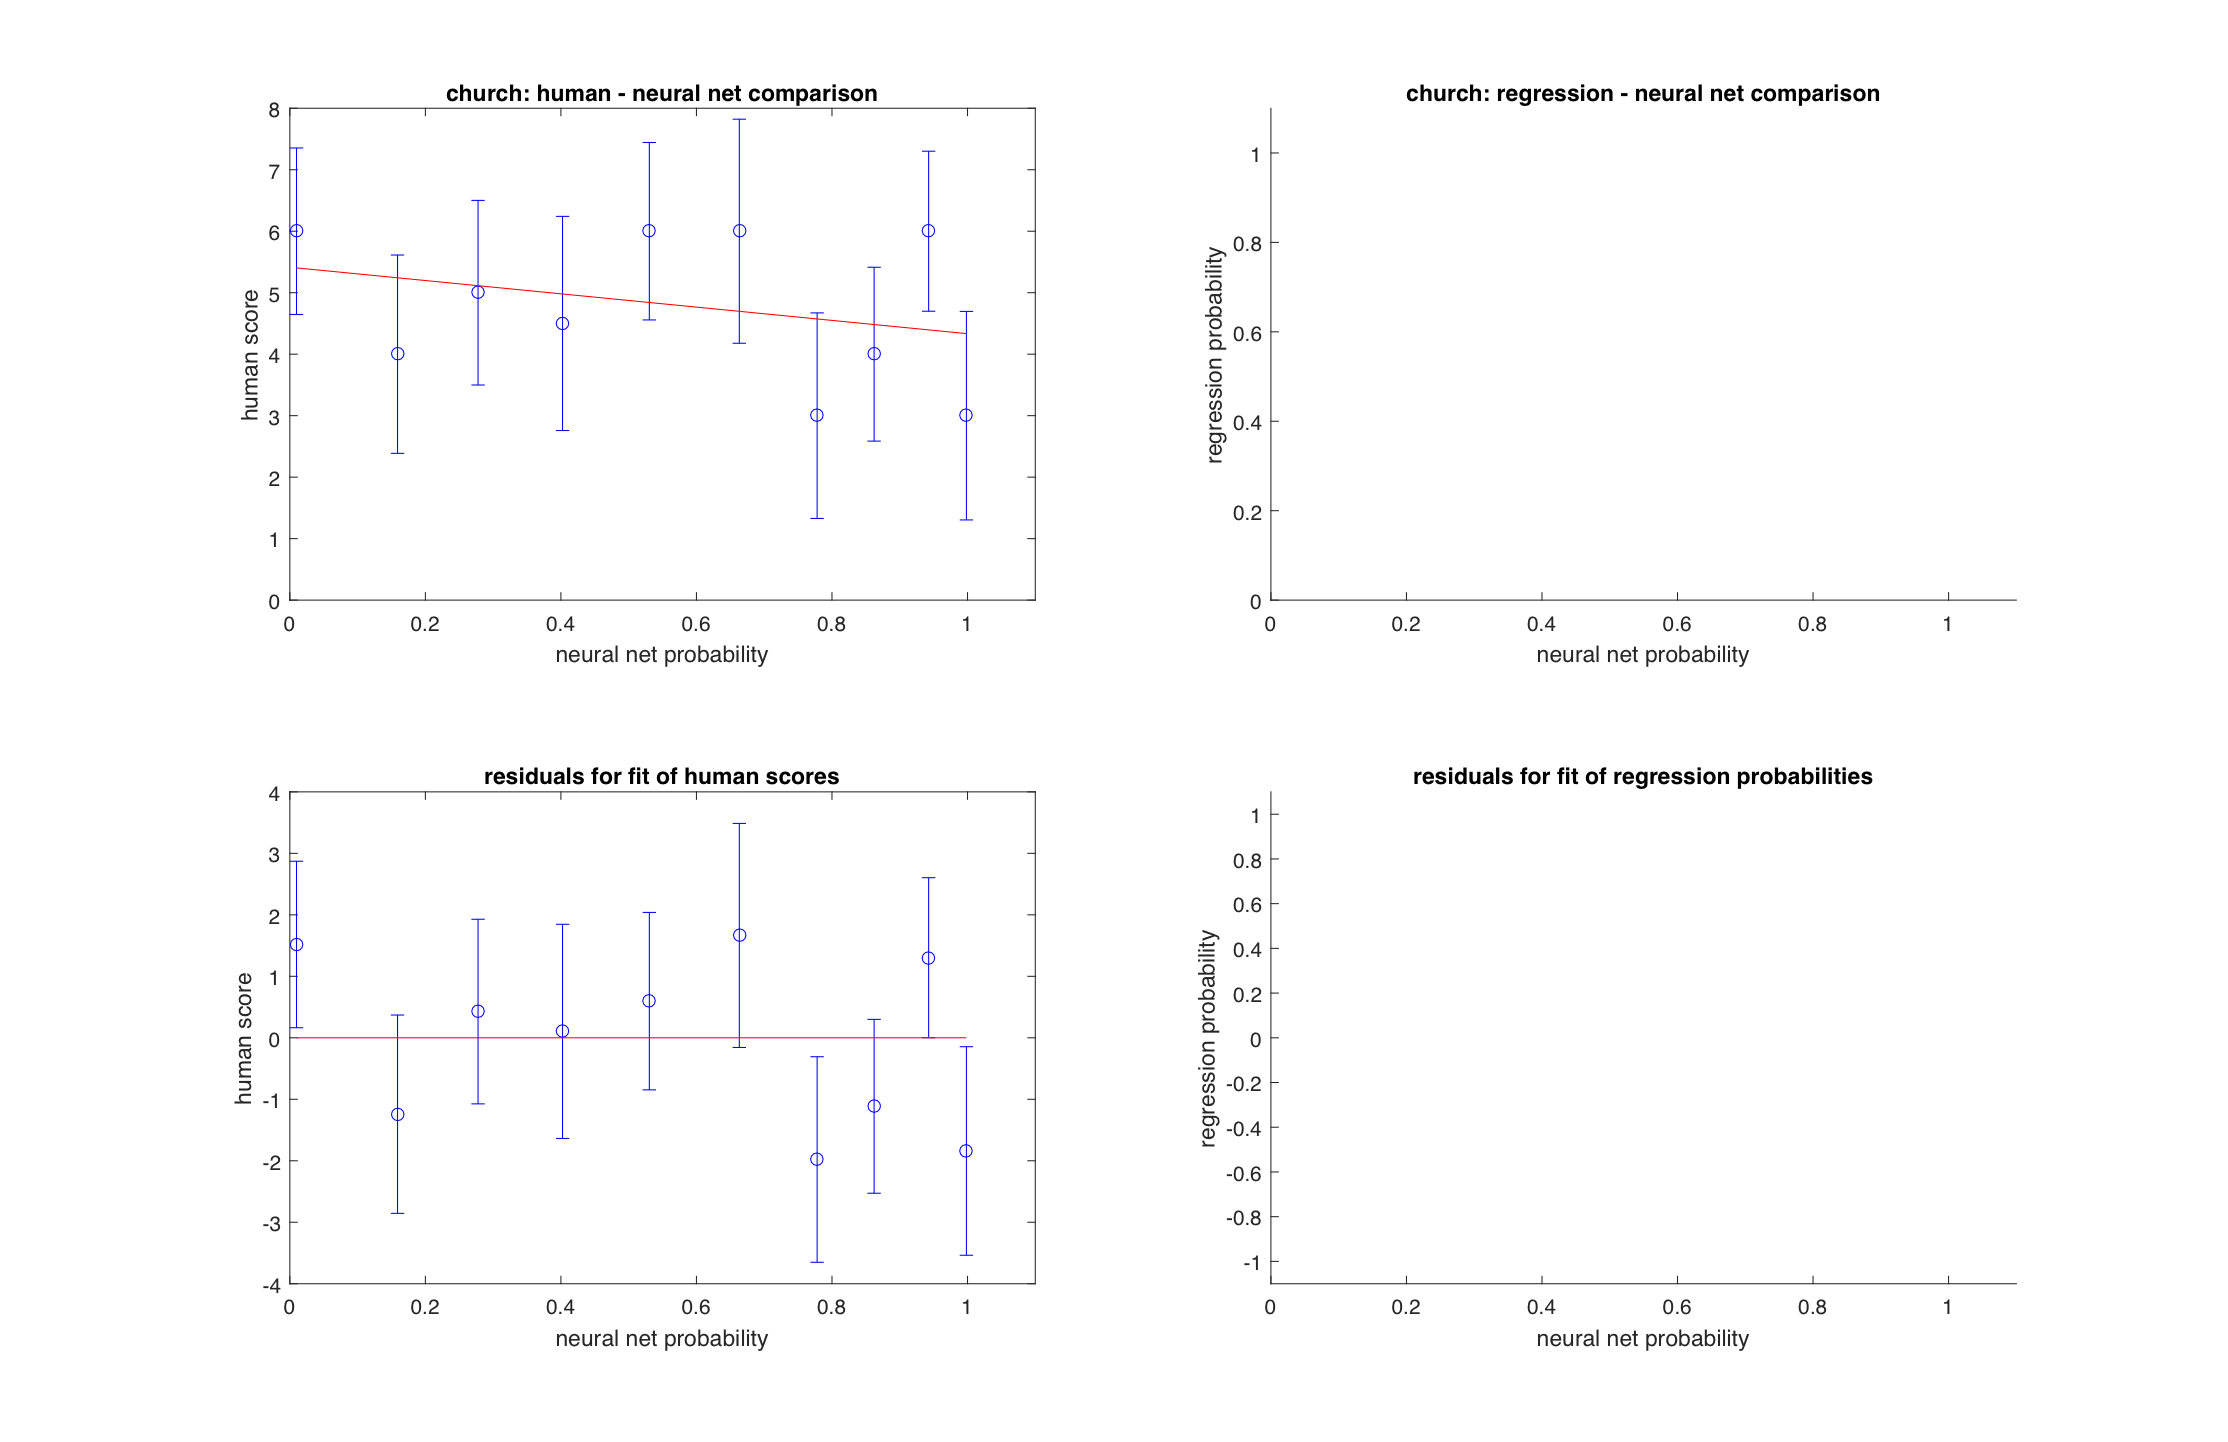 church: human - neural net comparison
8
7
6
5
4
3
2
1
0
human score
0 0.2 0.4 0.6 0.8 1
neural net probability
church: regression - neural net comparison
1
0.8
0.6
0.4
0.2
0
regression probability
0 0.2 0.4 0.6 0.8 1
neural net probability
residuals for fit of human scores
4
3
2
1
0
-1
-2
-3
-4
human score
0 0.2 0.4 0.6 0.8 1
neural net probability
residuals for fit of regression probabilities
1
0.8
0.6
0.4
0.2
0
-0.2
-0.4
-0.6
-0.8
-1
regression probability
0 0.2 0.4 0.6 0.8 1
neural net probability